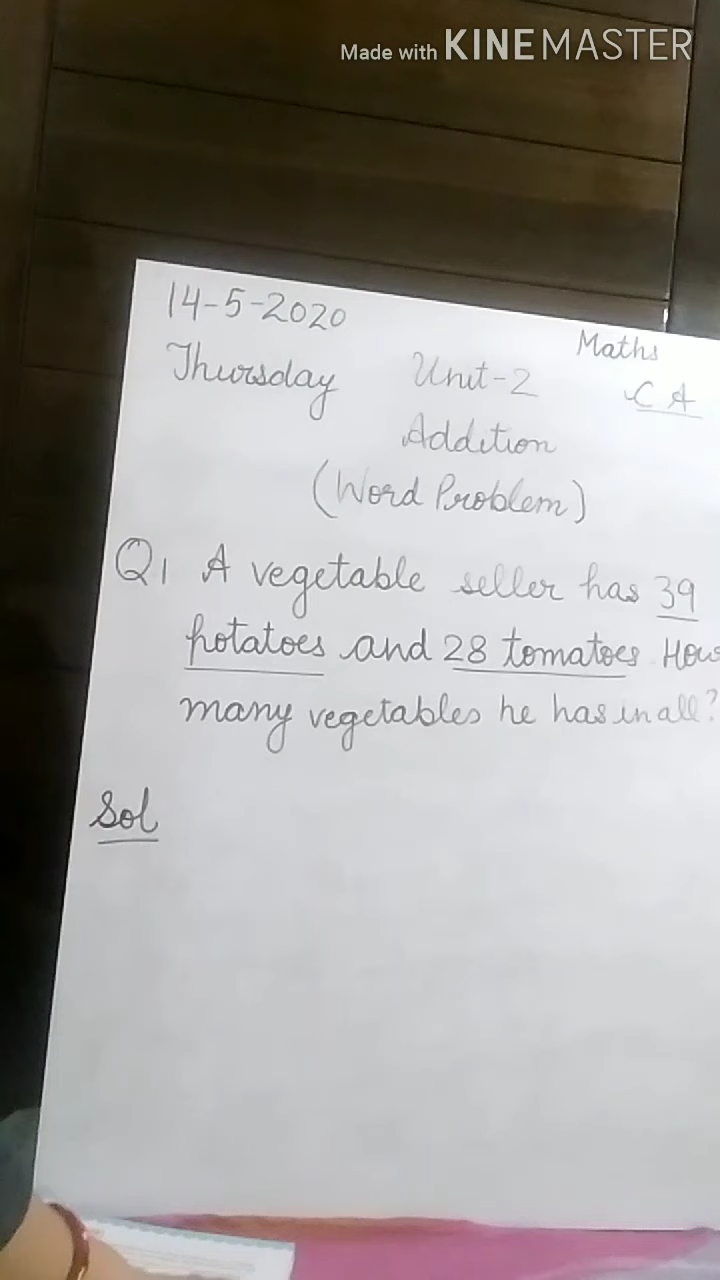 Made with KINEMASTER
14-5-2020
Maths
Thursday Unit-2 CA
Addition
(Word Problem)
Q1 A vegetable seller has 39
potatoes and 28 tomatoes. How
many vegetables he has in all?
Sol